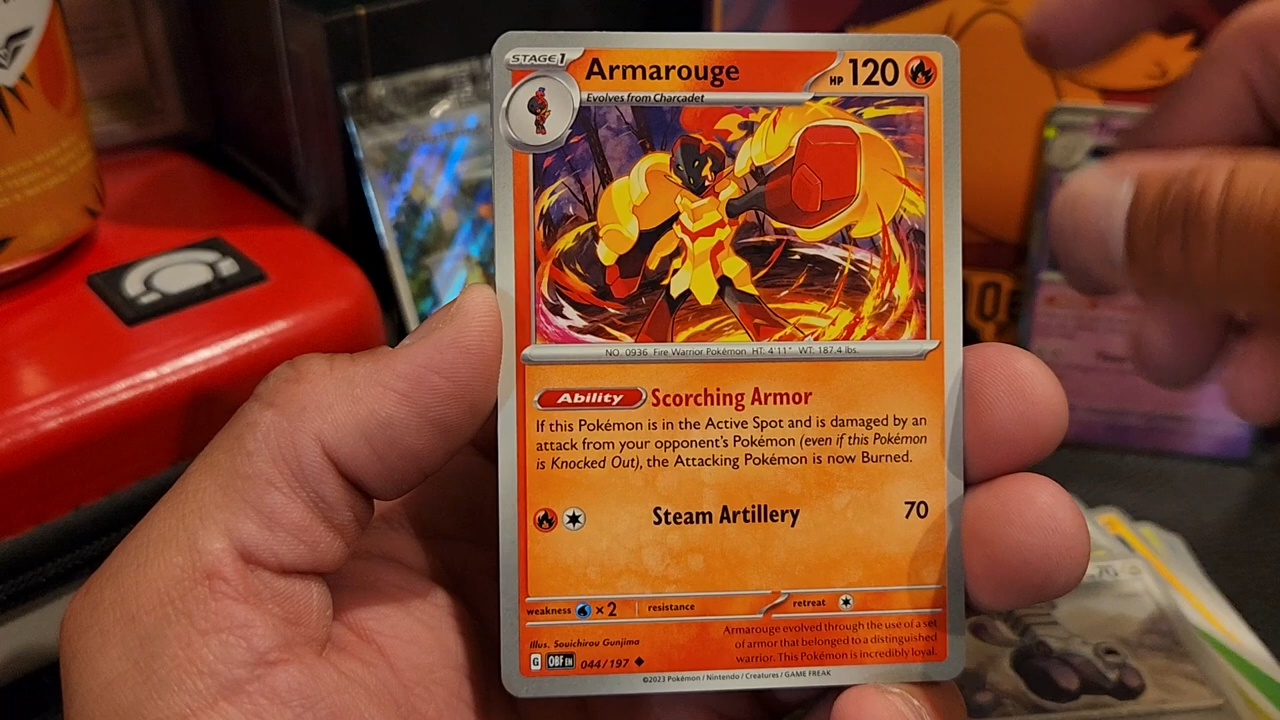 STAGE 1
Armarouge
HP 120
Evolves from Charcadet
NO. 0936 Fire Warrior Pokémon HT: 4'11" WT: 187.4 lbs.
Ability Scorching Armor
If this Pokémon is in the Active Spot and is damaged by an
attack from your opponent's Pokémon (even if this Pokémon
is Knocked Out), the Attacking Pokémon is now Burned.
Steam Artillery 70
weakness ×2 resistance retreat
Illus. Souichirou Gunjima
Armarouge evolved through the use of a set
of armor that belonged to a distinguished
warrior. This Pokémon is incredibly loyal.
G OBF EN 044/197
©2023 Pokémon / Nintendo / Creatures / GAME FREAK
70